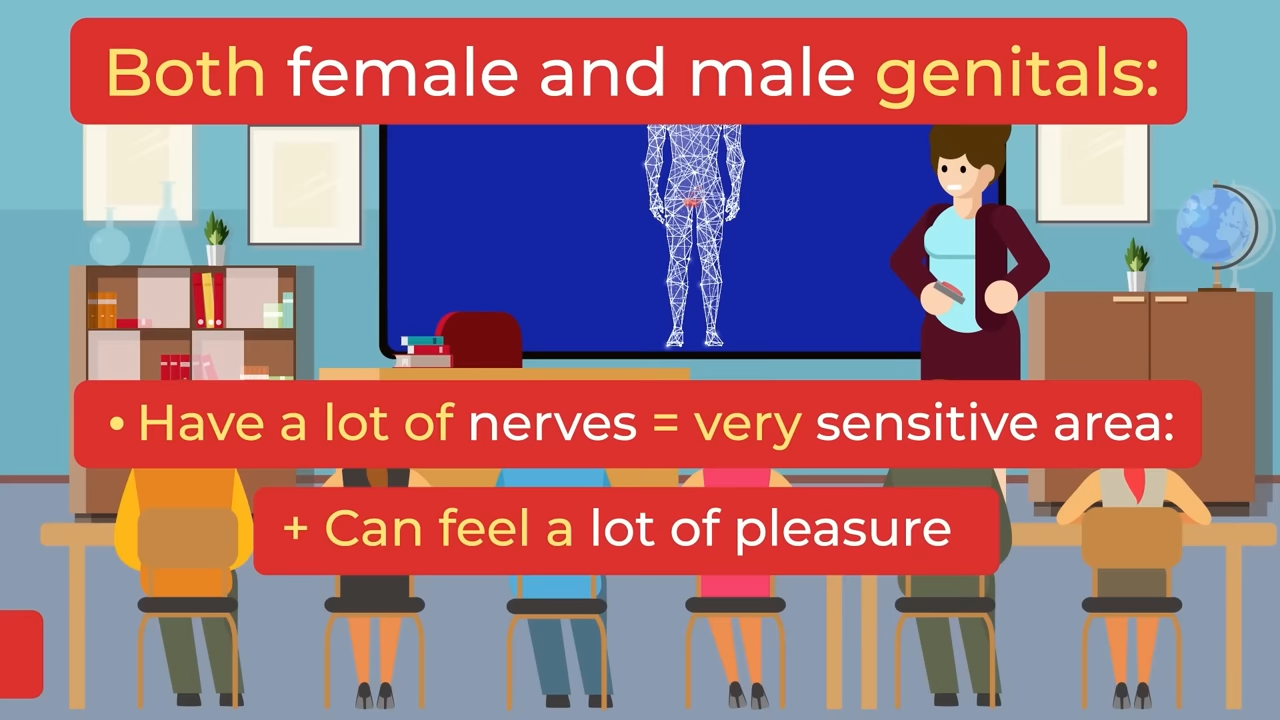 Both female and male genitals:
• Have a lot of nerves = very sensitive area:
+ Can feel a lot of pleasure